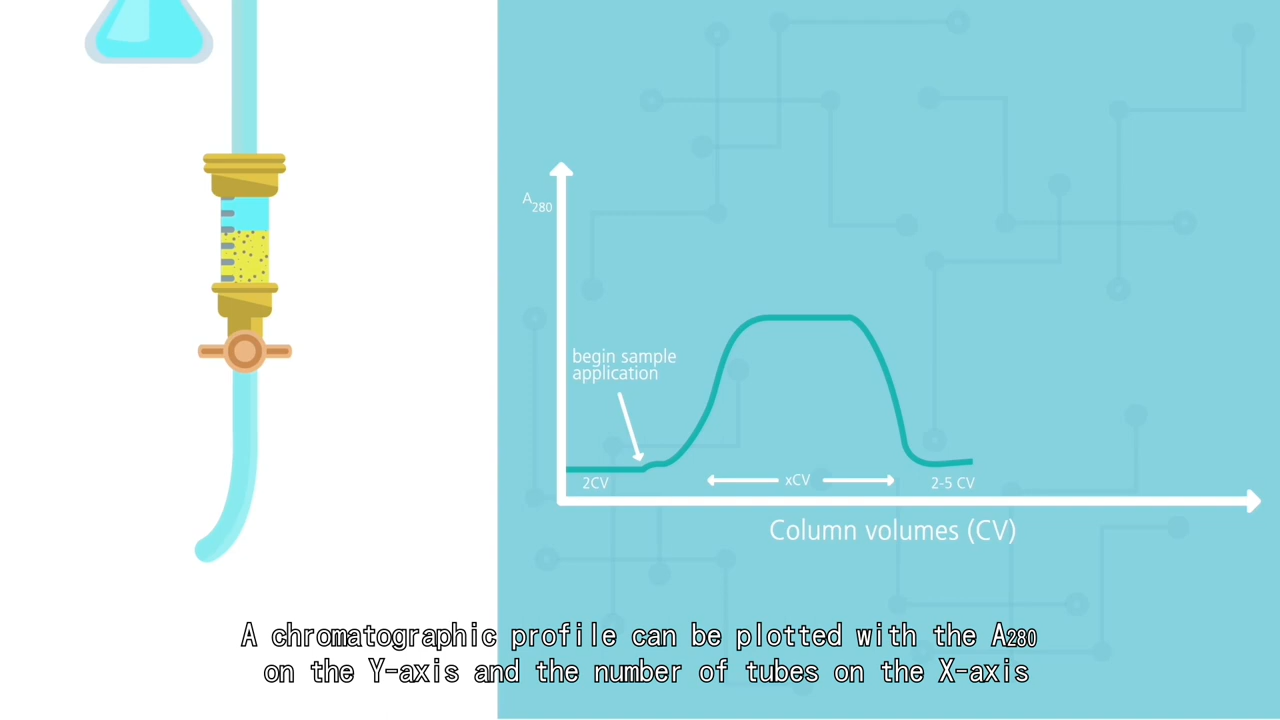 A280
begin sample
application
2CV
xCV
2-5 CV
Column volumes (CV)
A chromatographic profile can be plotted with the A280
on the Y-axis and the number of tubes on the X-axis